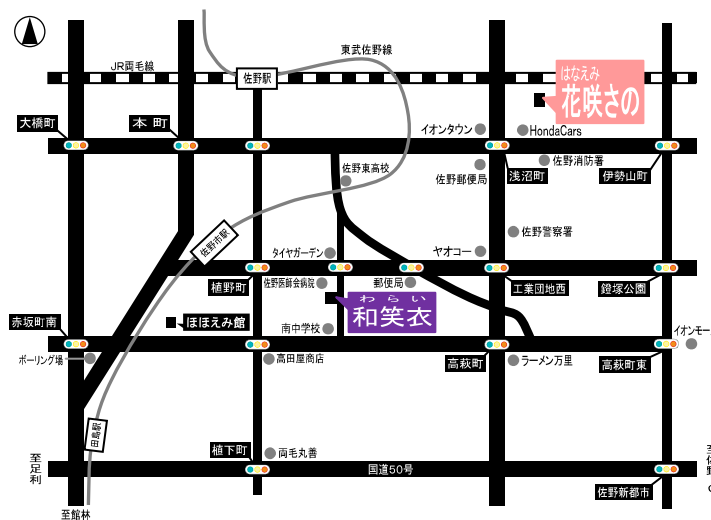 東武佐野線
JR両毛線
佐野駅
はなえみ
花咲さの
大橋町
本町
イオンタウン
HondaCars
佐野東高校
佐野郵便局
浅沼町
佐野消防署
伊勢山町
佐野市駅
佐野警察署
タイヤガーデン
ヤオコー
植野町
佐野医師会病院
郵便局
工業団地西
鐙塚公園
わらい
和笑衣
赤坂町南
ほほえみ館
南中学校
イオンモー
ボーリング場
高田屋商店
高萩町
ラーメン万里
高萩町東
田島駅
植下町
両毛丸善
至足利
国道50号
佐野新都市
至館林